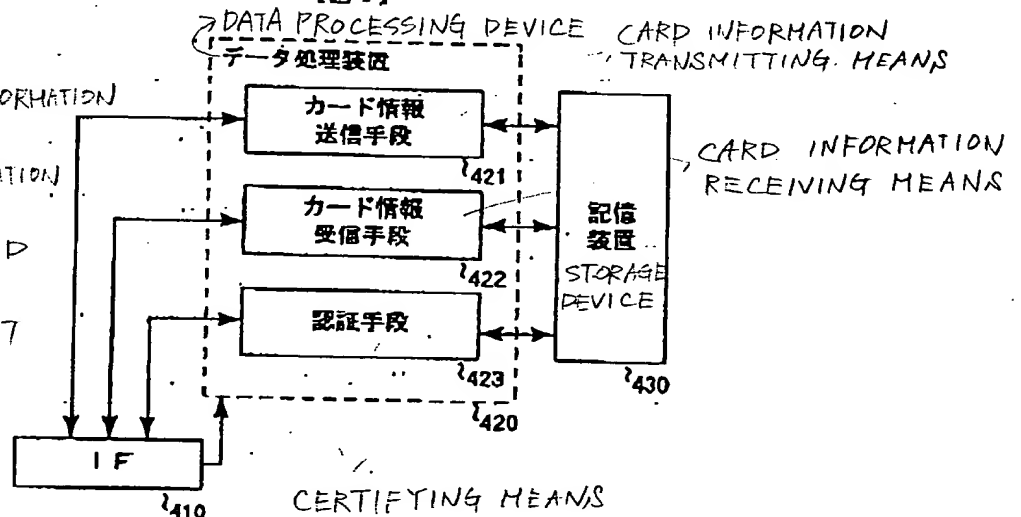 DATA PROCESSING DEVICE
CARD INFORMATION
TRANSMITTING MEANS
データ処理装置
カード情報
送信手段
421
CARD INFORMATION
RECEIVING MEANS
カード情報
受信手段
422
記憶
装置
STORAGE
DEVICE
D
7
認証手段
423
430
420
IF
410
CERTIFYING MEANS